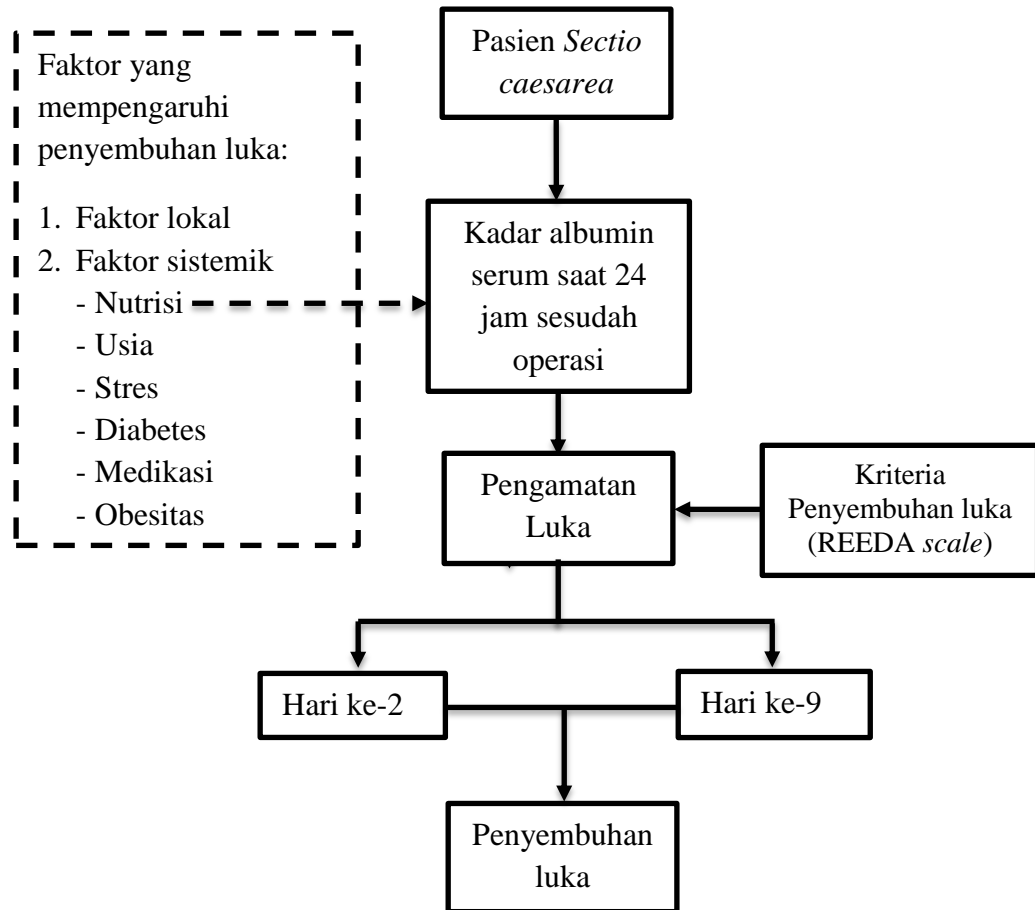 Faktor yang
mempengaruhi
penyembuhan luka:
1. Faktor lokal
2. Faktor sistemik
- Nutrisi
- Usia
- Stres
- Diabetes
- Medikasi
- Obesitas
Pasien Sectio
caesarea
Kadar albumin
serum saat 24
jam sesudah
operasi
Pengamatan
Luka
Kriteria
Penyembuhan luka
(REEDA scale)
Hari ke-2
Hari ke-9
Penyembuhan
luka